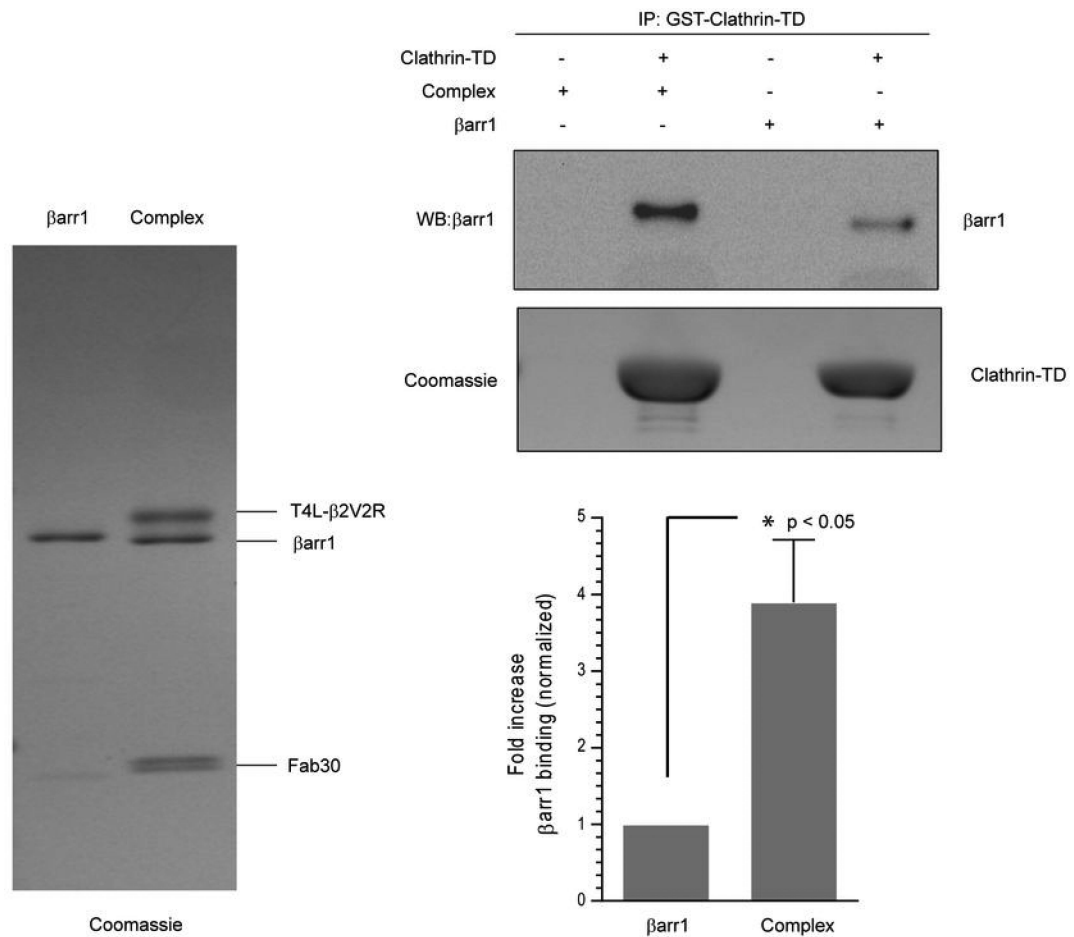 IP: GST-Clathrin-TD
Clathrin-TD - + - +
Complex + + - -
βarr1 - - + +
WB:βarr1
βarr1
Coomassie
Clathrin-TD
βarr1 Complex
T4L-β2V2R
βarr1
Fab30
Coomassie
Fold increase
βarr1 binding (normalized)
5
4
3
2
1
0
* p < 0.05
βarr1 Complex